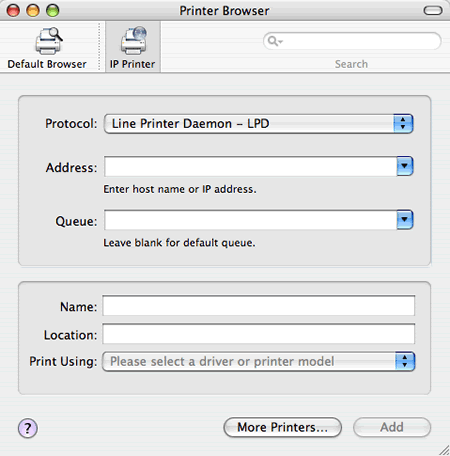 Printer Browser
Default Browser
IP Printer
Search
Protocol: Line Printer Daemon – LPD
Address:
Enter host name or IP address.
Queue:
Leave blank for default queue.
Name:
Location:
Print Using: Please select a driver or printer model
? More Printers... Add